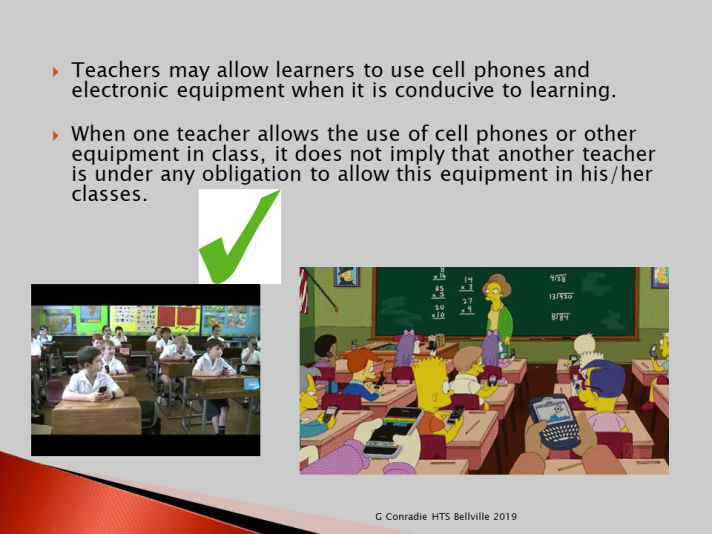 Teachers may allow learners to use cell phones and
electronic equipment when it is conducive to learning.
When one teacher allows the use of cell phones or other
equipment in class, it does not imply that another teacher
is under any obligation to allow this equipment in his/her
classes.
G Conradie HTS Bellville 2019